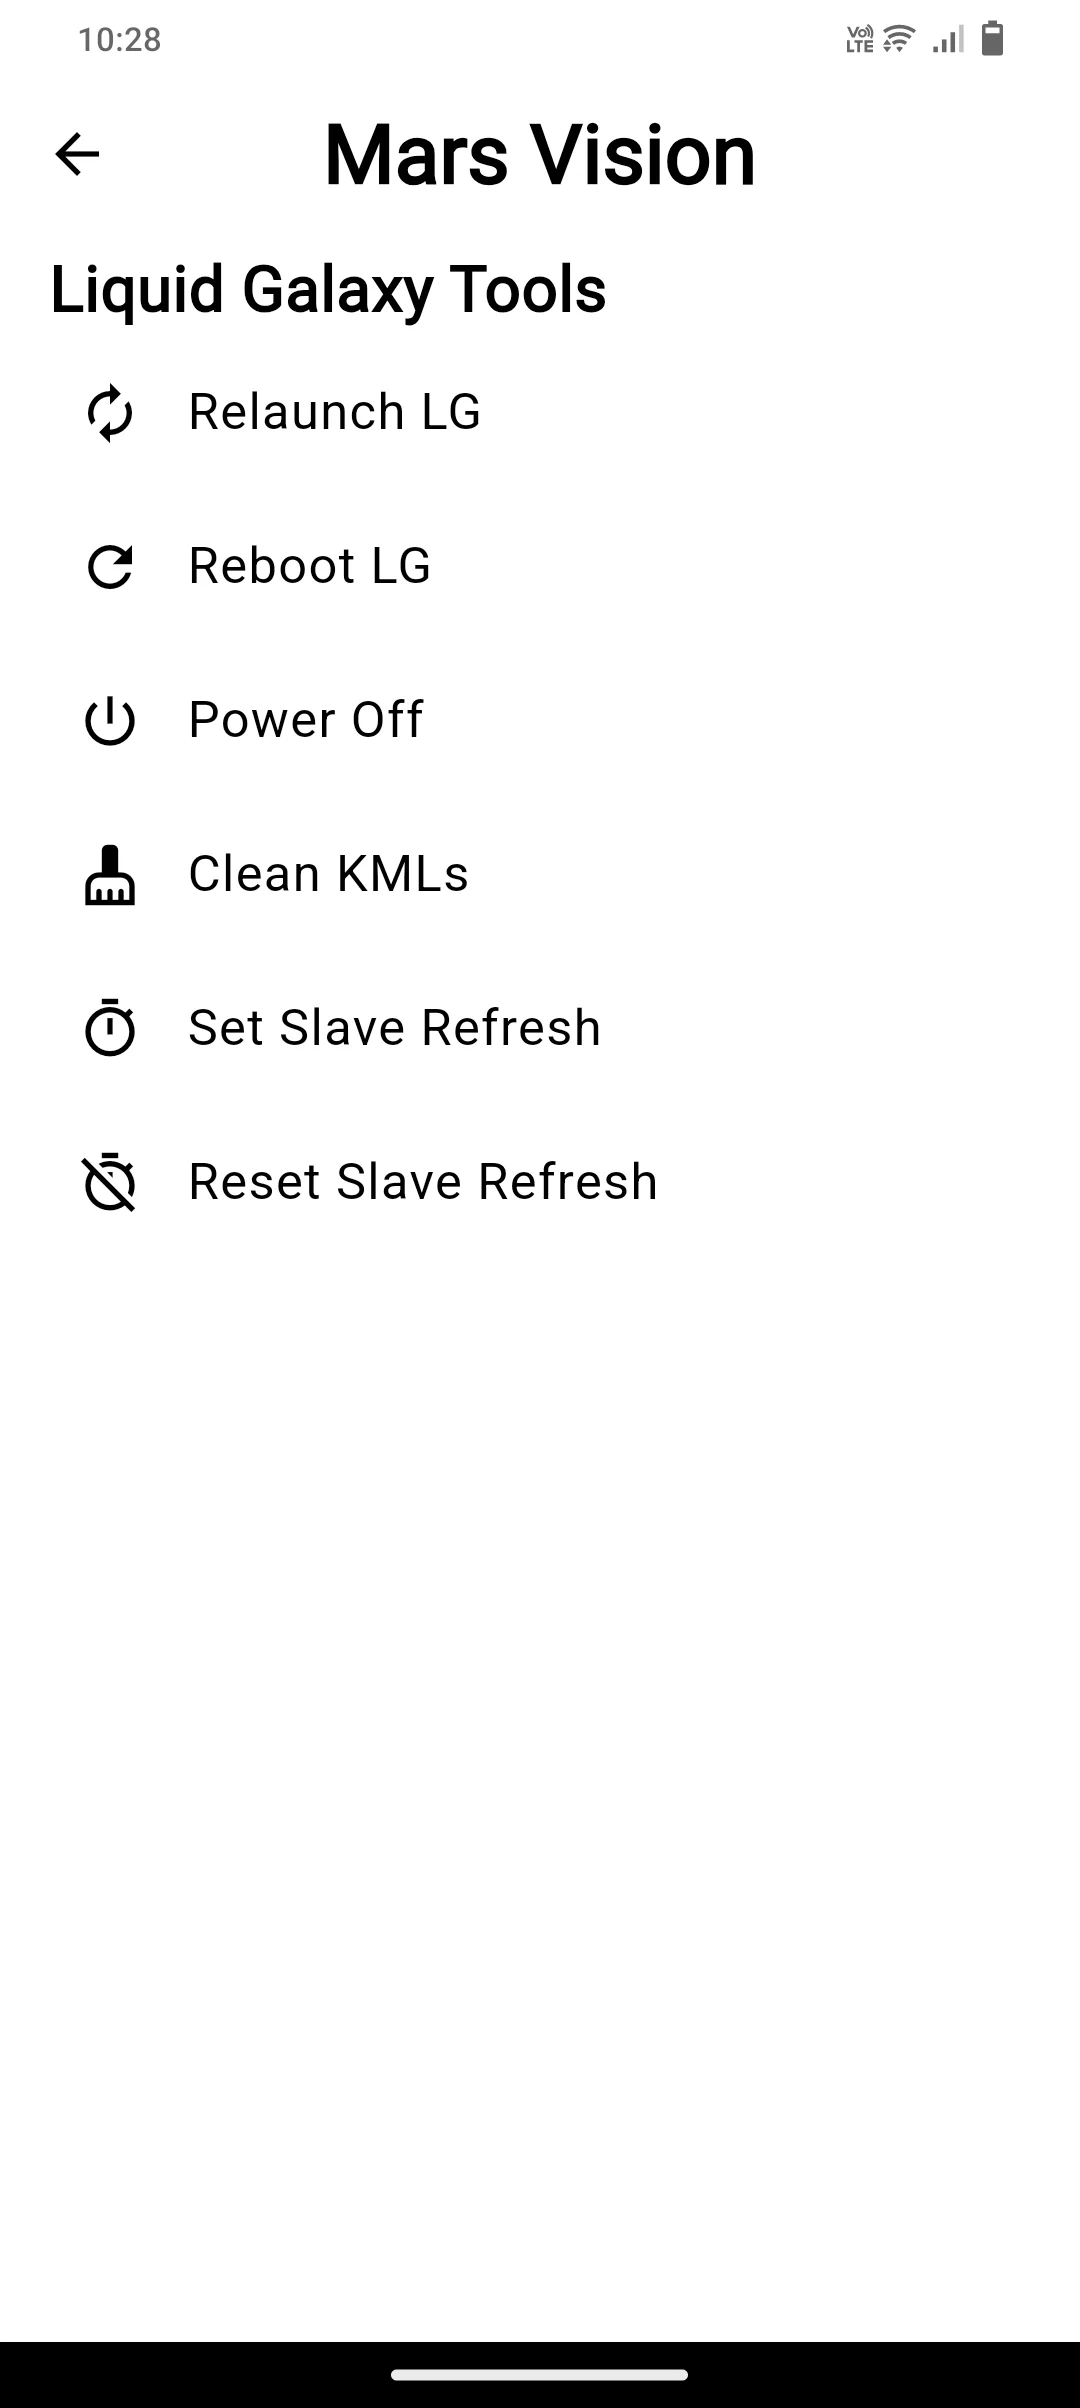 10:28
Vo) LTE
Mars Vision
Liquid Galaxy Tools
Relaunch LG
Reboot LG
Power Off
Clean KMLs
Set Slave Refresh
Reset Slave Refresh